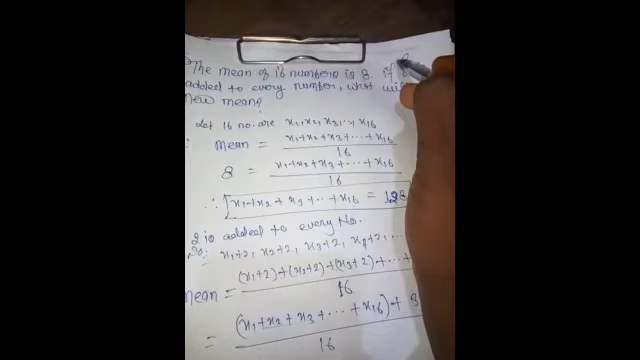 The mean of 16 numbers is 8. if
added to every number, what will
new mean?
Let 16 no. are x1, x2, x3, ..., x16
Mean = x1+x2+x3+...+x16 / 16
8 = x1+x2+x3+...+x16 / 16
∴ x1+x2+x3+...+x16 = 128
2 is added to every No.
x1+2, x2+2, x3+2, x4+2, ...
Mean = (x1+2)+(x2+2)+(x3+2)+...+ / 16
= (x1+x2+x3+...+x16)+3 / 16